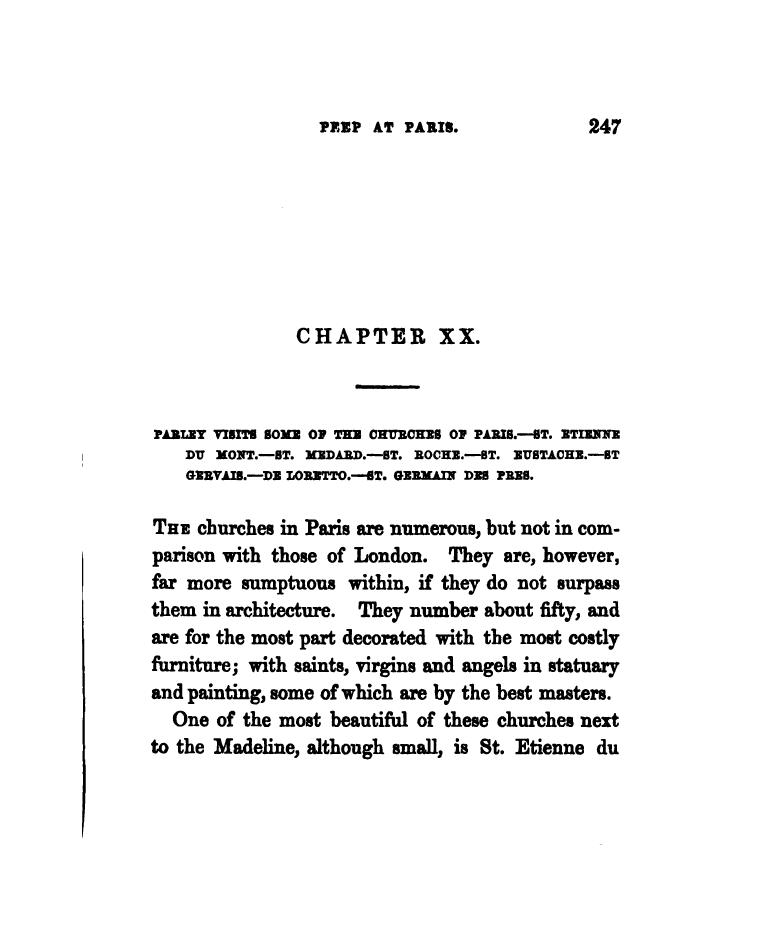 PEEP AT PARIS. 247
CHAPTER XX.
PARLEY VISITS SOME OF THE CHURCHES OF PARIS.—ST. ETIENNE
DU MONT.—ST. MEDARD.—ST. ROCHE.—ST. EUSTACHE.—ST
GERVAIS.—DE LORETTO.—ST. GERMAIN DES PRES.
THE churches in Paris are numerous, but not in com-
parison with those of London. They are, however,
far more sumptuous within, if they do not surpass
them in architecture. They number about fifty, and
are for the most part decorated with the most costly
furniture; with saints, virgins and angels in statuary
and painting, some of which are by the best masters.
One of the most beautiful of these churches next
to the Madeline, although small, is St. Etienne du